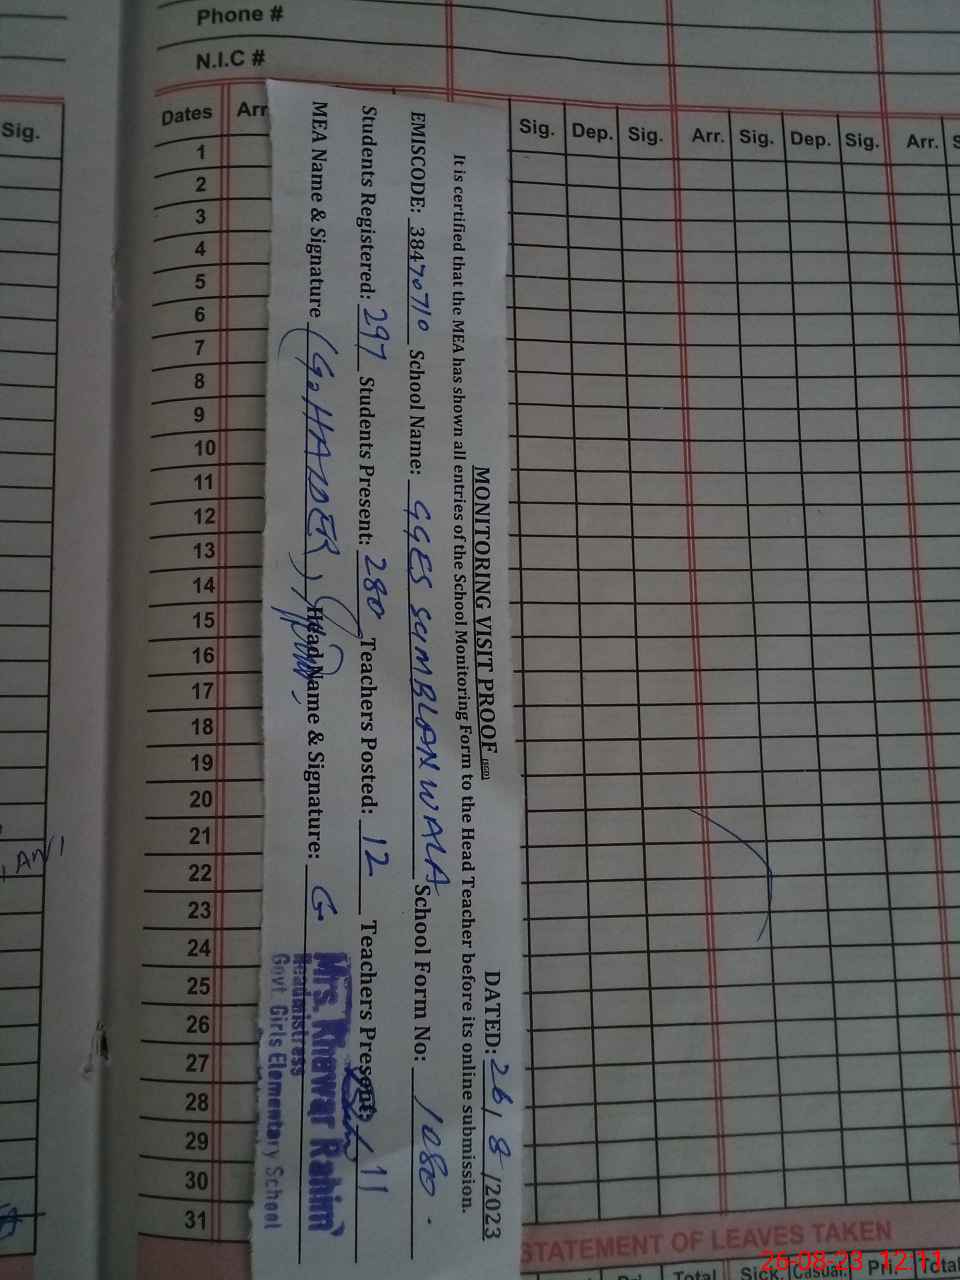 Phone #
N.I.C #
Sig.
Dates Arr
Sig. Dep. Sig. Arr. Sig. Dep. Sig. Arr. S
1
2
3
4
5
6
7
8
9
10
11
12
13
14
15
16
17
18
19
20
21
22
23
24
25
26
27
28
29
30
31
MONITORING VISIT PROOF (SGD) DATED: 26/8/2023
It is certified that the MEA has shown all entries of the School Monitoring Form to the Head Teacher before its online submission.
EMISCODE: 38470710 School Name: GGES SUMBLANWALA School Form No: 1080.
Students Registered: 297 Students Present: 280 Teachers Posted: 12 Teachers Present: 11
MEA Name & Signature (G. HAIDER) Head Name & Signature:
Mrs. Khawar Rahim
Headmistress
Govt. Girls Elementary School
STATEMENT OF LEAVES TAKEN
Total Sick. Casual. Pri. Total
26-08-23 12:11